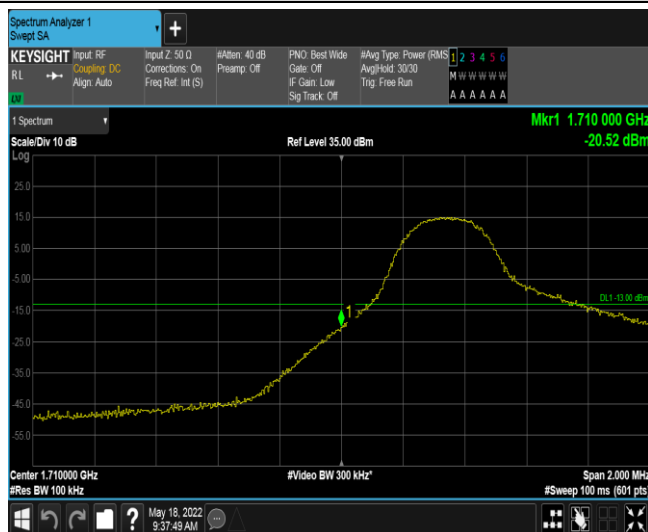 Spectrum Analyzer 1
Swept SA
+
KEYSIGHT
RL
Input: RF
Coupling: DC
Align: Auto
Input Z: 50 Ω
Corrections: On
Freq Ref: Int (S)
#Atten: 40 dB
Preamp: Off
PNO: Best Wide
Gate: Off
IF Gain: Low
Sig Track: Off
#Avg Type: Power (RMS
Avg|Hold: 30/30
Trig: Free Run
1 2 3 4 5 6
M W W W W W
A A A A A A
1 Spectrum
Scale/Div 10 dB
Ref Level 35.00 dBm
Mkr1 1.710 000 GHz
-20.52 dBm
Log
25.0
15.0
5.00
-5.00
-15.0
-25.0
-35.0
-45.0
-55.0
1
DL1 -13.00 dBm
Center 1.710000 GHz
#Video BW 300 kHz*
Span 2.000 MHz
#Res BW 100 kHz
#Sweep 100 ms (601 pts)
?
May 18, 2022
9:37:49 AM